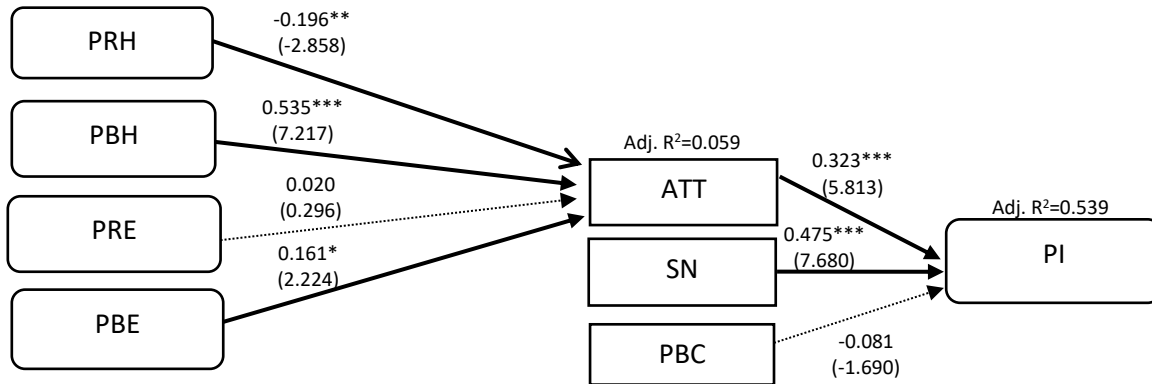 PRH
-0.196**
(-2.858)
PBH
0.535***
(7.217)
PRE
0.020
(0.296)
PBE
0.161*
(2.224)
Adj. R²=0.059
ATT
0.323***
(5.813)
SN
0.475***
(7.680)
PBC
-0.081
(-1.690)
Adj. R²=0.539
PI